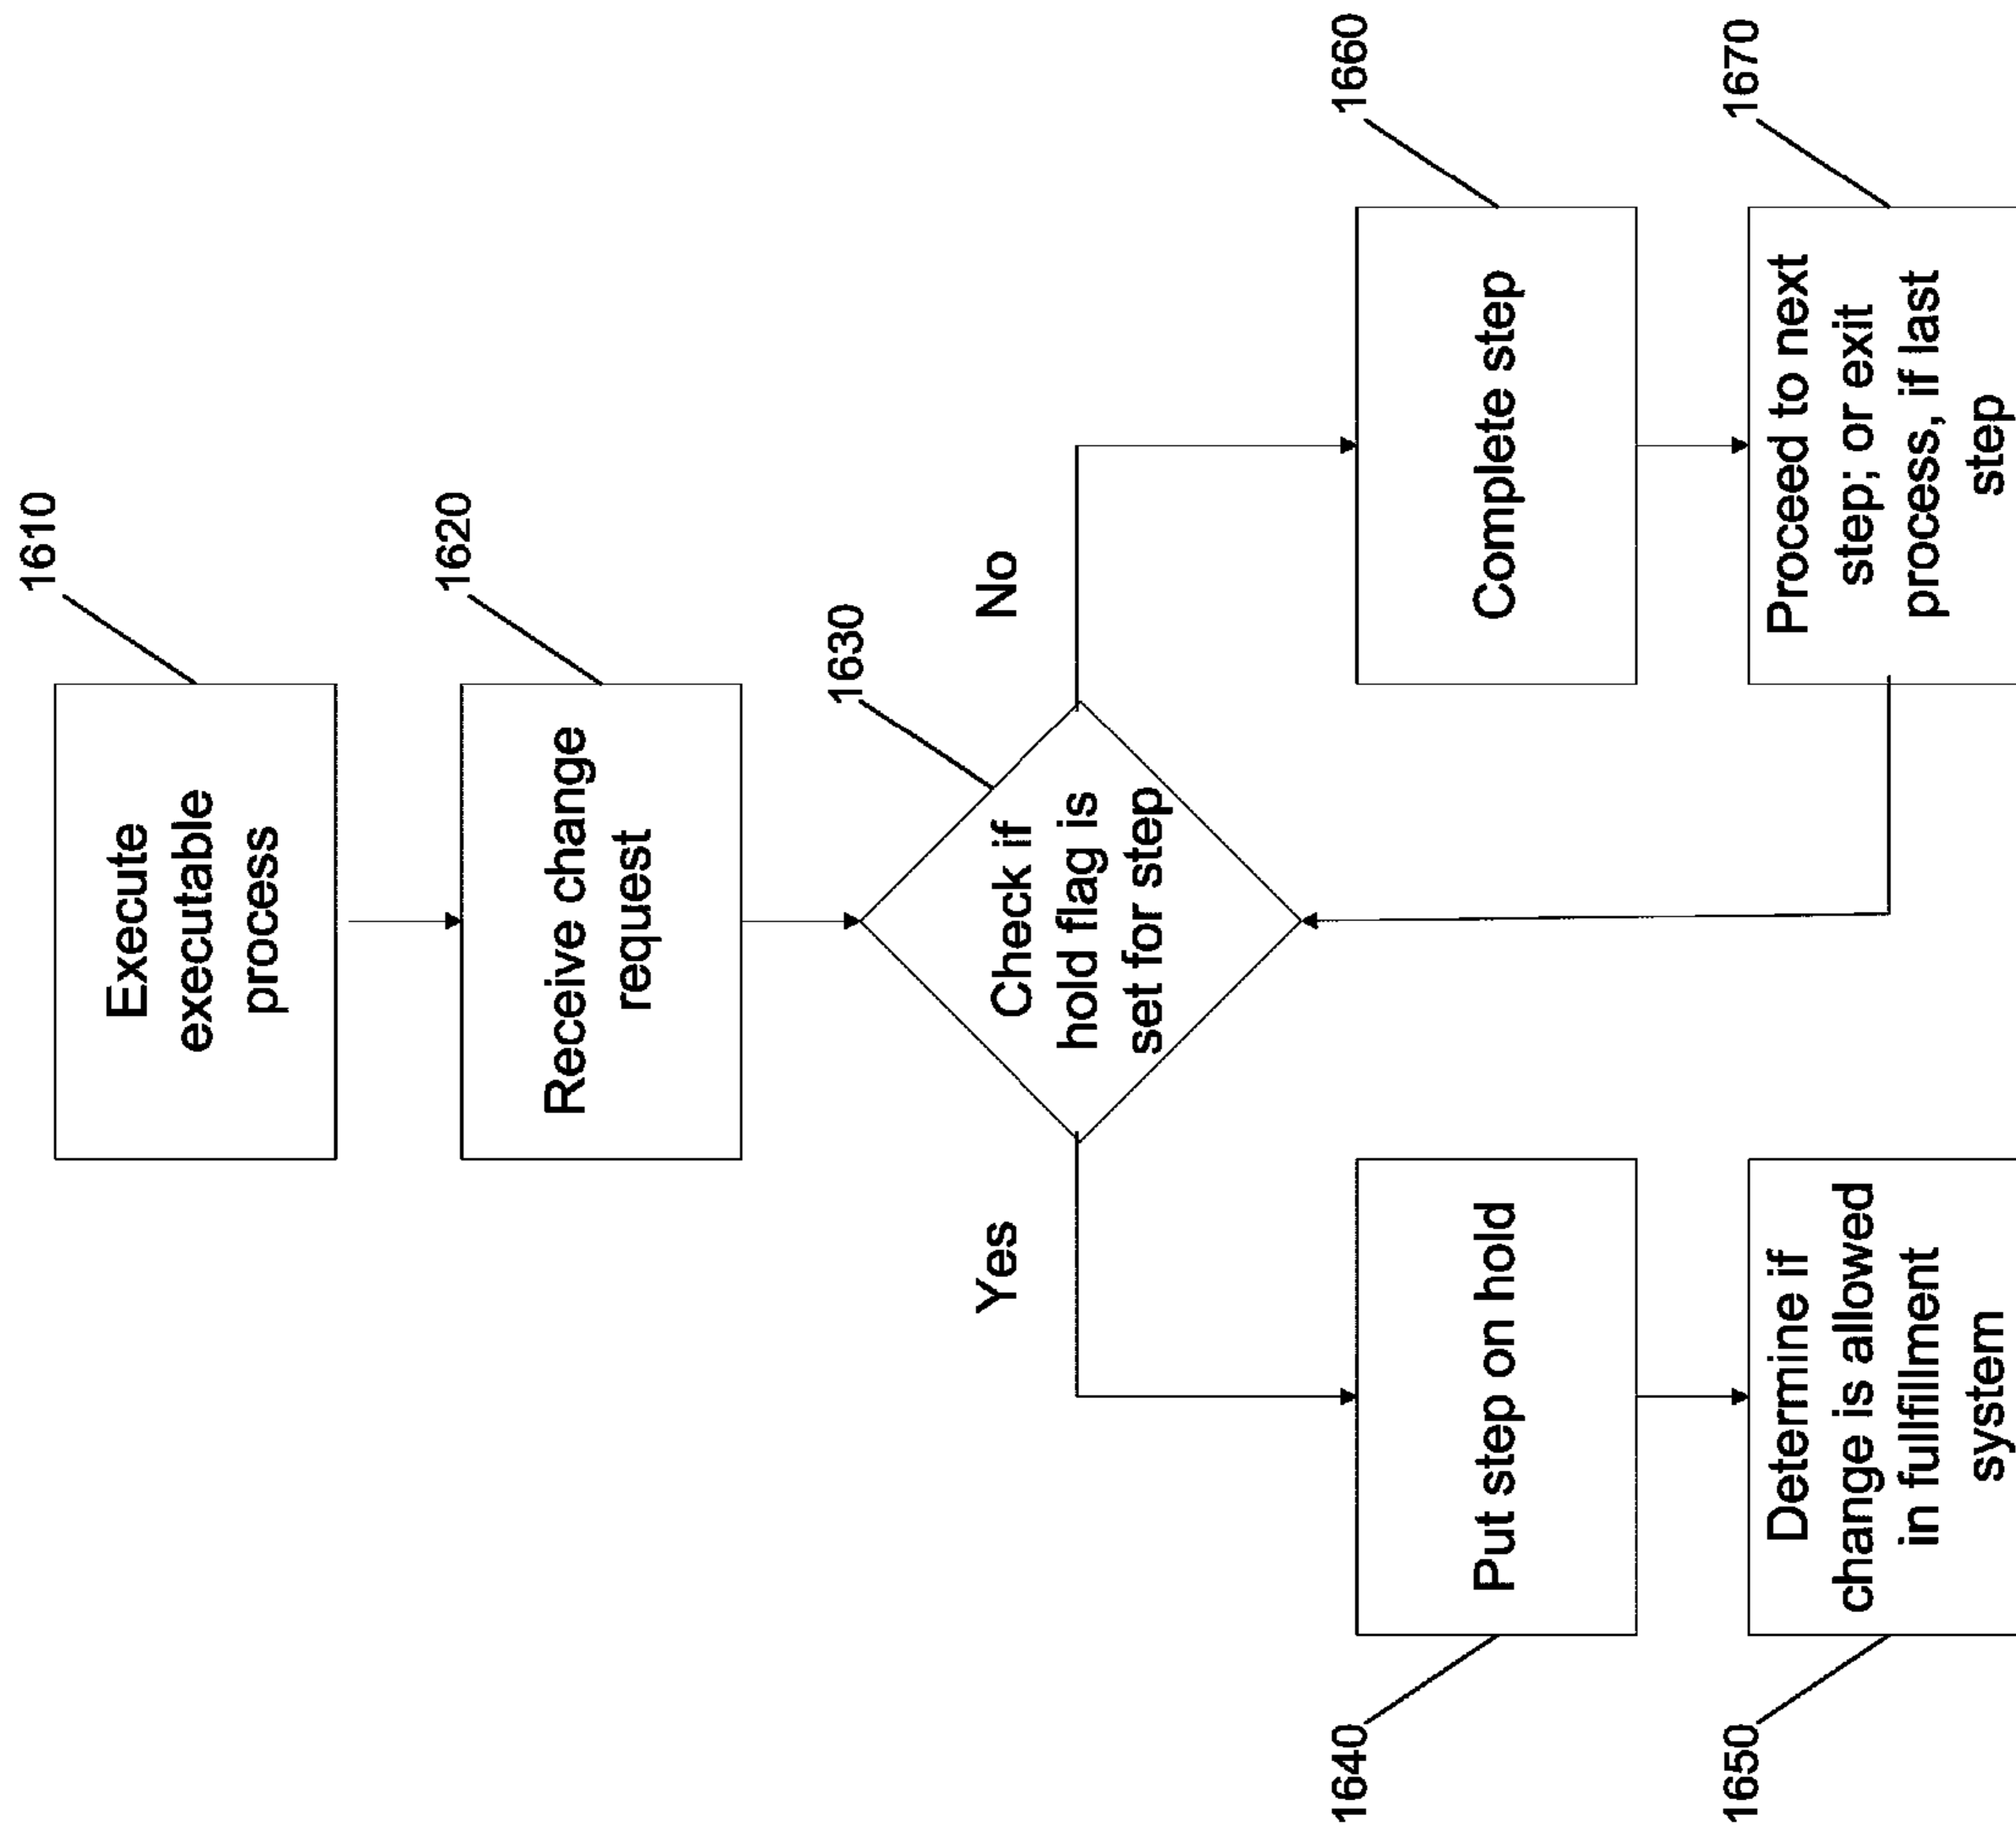 1610
Execute
executable
process
1620
Receive change
request
1630
Check if
hold flag is
set for step
Yes
No
1640
Put step on hold
1650
Determine if
change is allowed
in fullfillment
system
1660
Complete step
1670
Proceed to next
step; or exit
process, if last
step